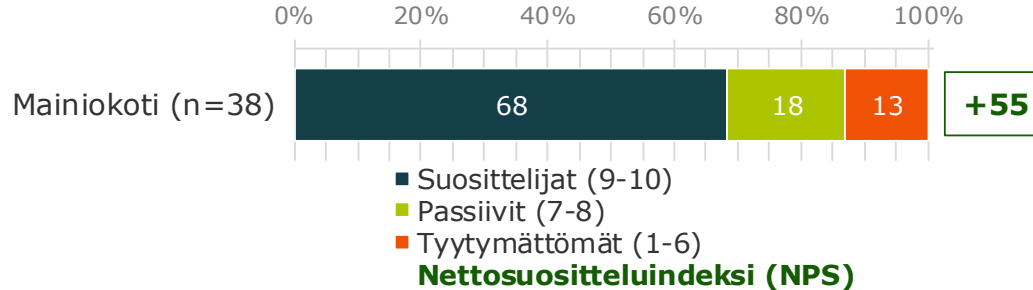 0% 20% 40% 60% 80% 100%
Mainiokoti (n=38) 68 18 13 +55
Suosittelijat (9-10)
Passiivit (7-8)
Tyytymättömät (1-6)
Nettosuositteluindeksi (NPS)